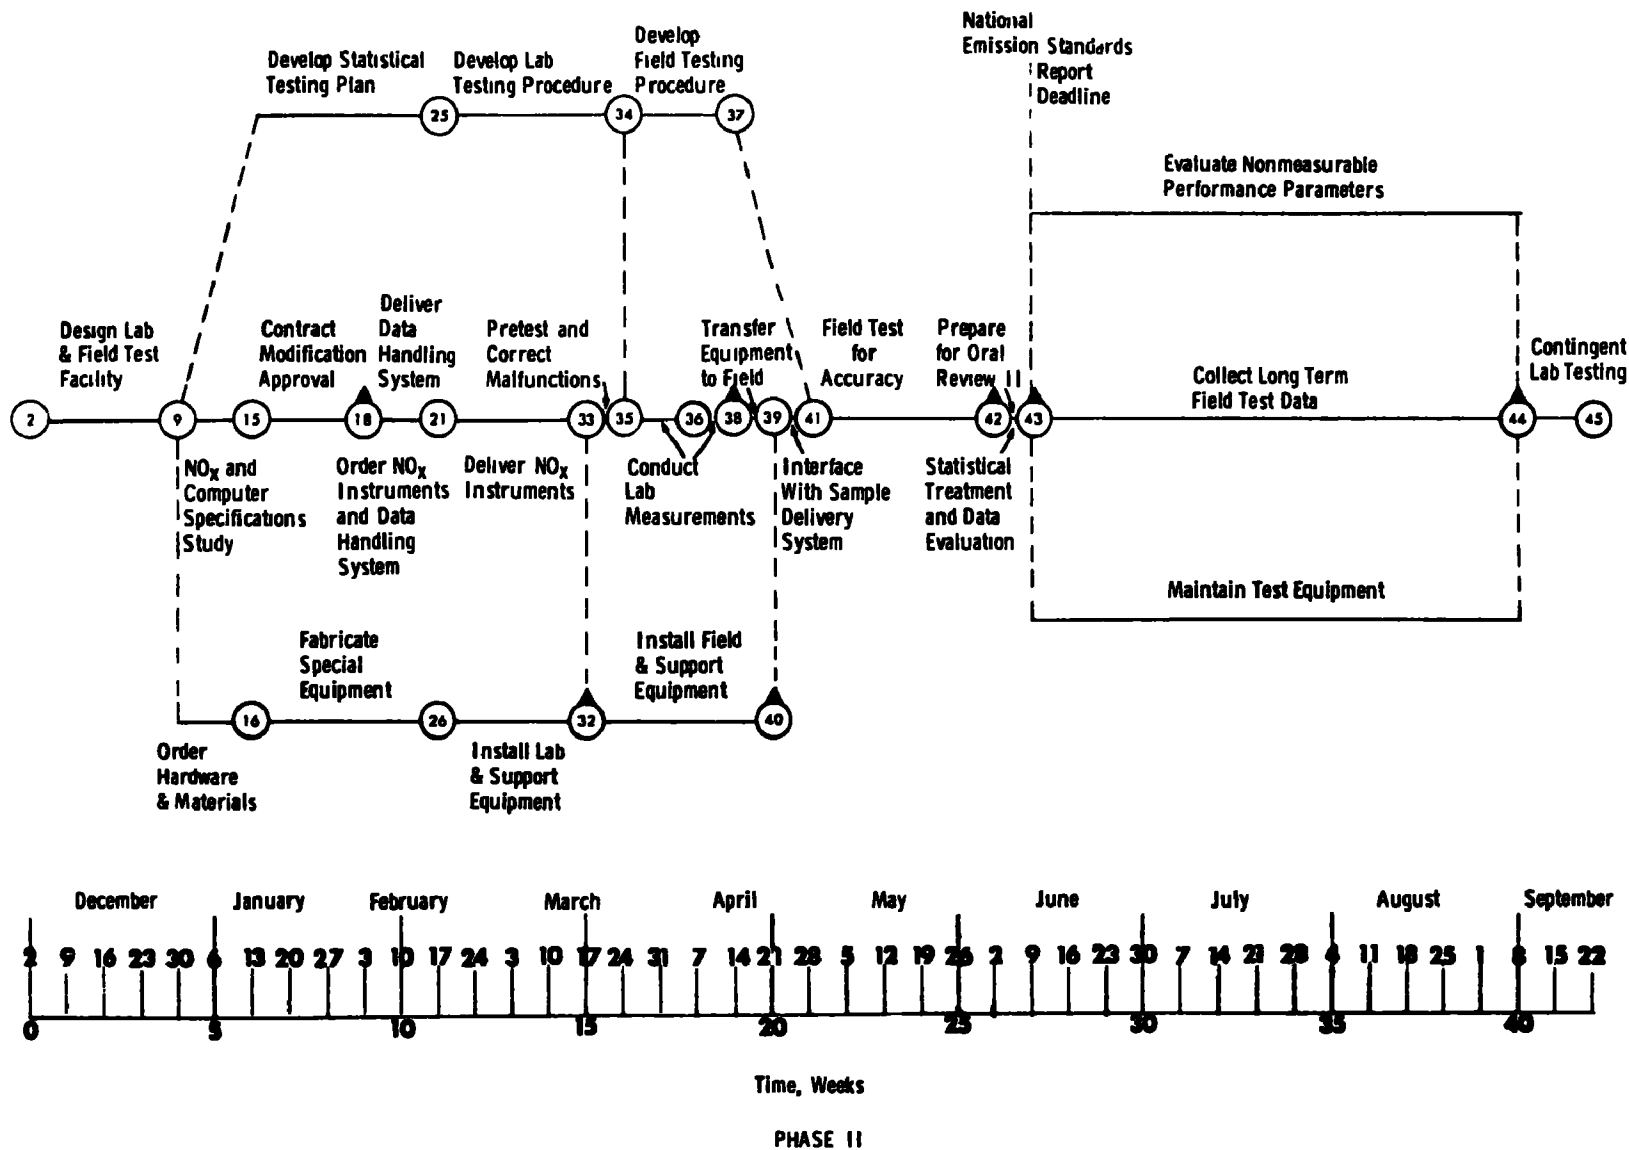 National
Emission Standards
Report
Deadline
Develop Statistical
Testing Plan
Develop Lab
Testing Procedure
Develop
Field Testing
Procedure
25
34
37
Evaluate Nonmeasurable
Performance Parameters
Design Lab
& Field Test
Facility
Contract
Modification
Approval
Deliver
Data
Handling
System
Pretest and
Correct
Malfunctions
Transfer
Equipment
to Field
Field Test
for
Accuracy
Prepare
for Oral
Review II
Collect Long Term
Field Test Data
Contingent
Lab Testing
2
9
15
18
21
33
35
36
38
39
41
42
43
44
45
NOx and
Computer
Specifications
Study
Order NOx
Instruments
and Data
Handling
System
Deliver NOx
Instruments
Conduct
Lab
Measurements
Interface
With Sample
Delivery
System
Statistical
Treatment
and Data
Evaluation
Maintain Test Equipment
Fabricate
Special
Equipment
Install Field
& Support
Equipment
16
26
32
40
Order
Hardware
& Materials
Install Lab
& Support
Equipment
December January February March April May June July August September
2 9 16 23 30 6 13 20 27 3 10 17 24 3 10 17 24 31 7 14 21 28 5 12 19 26 2 9 16 23 30 7 14 21 28 4 11 18 25 1 8 15 22
0 5 10 15 20 25 30 35 40
Time, Weeks
PHASE II